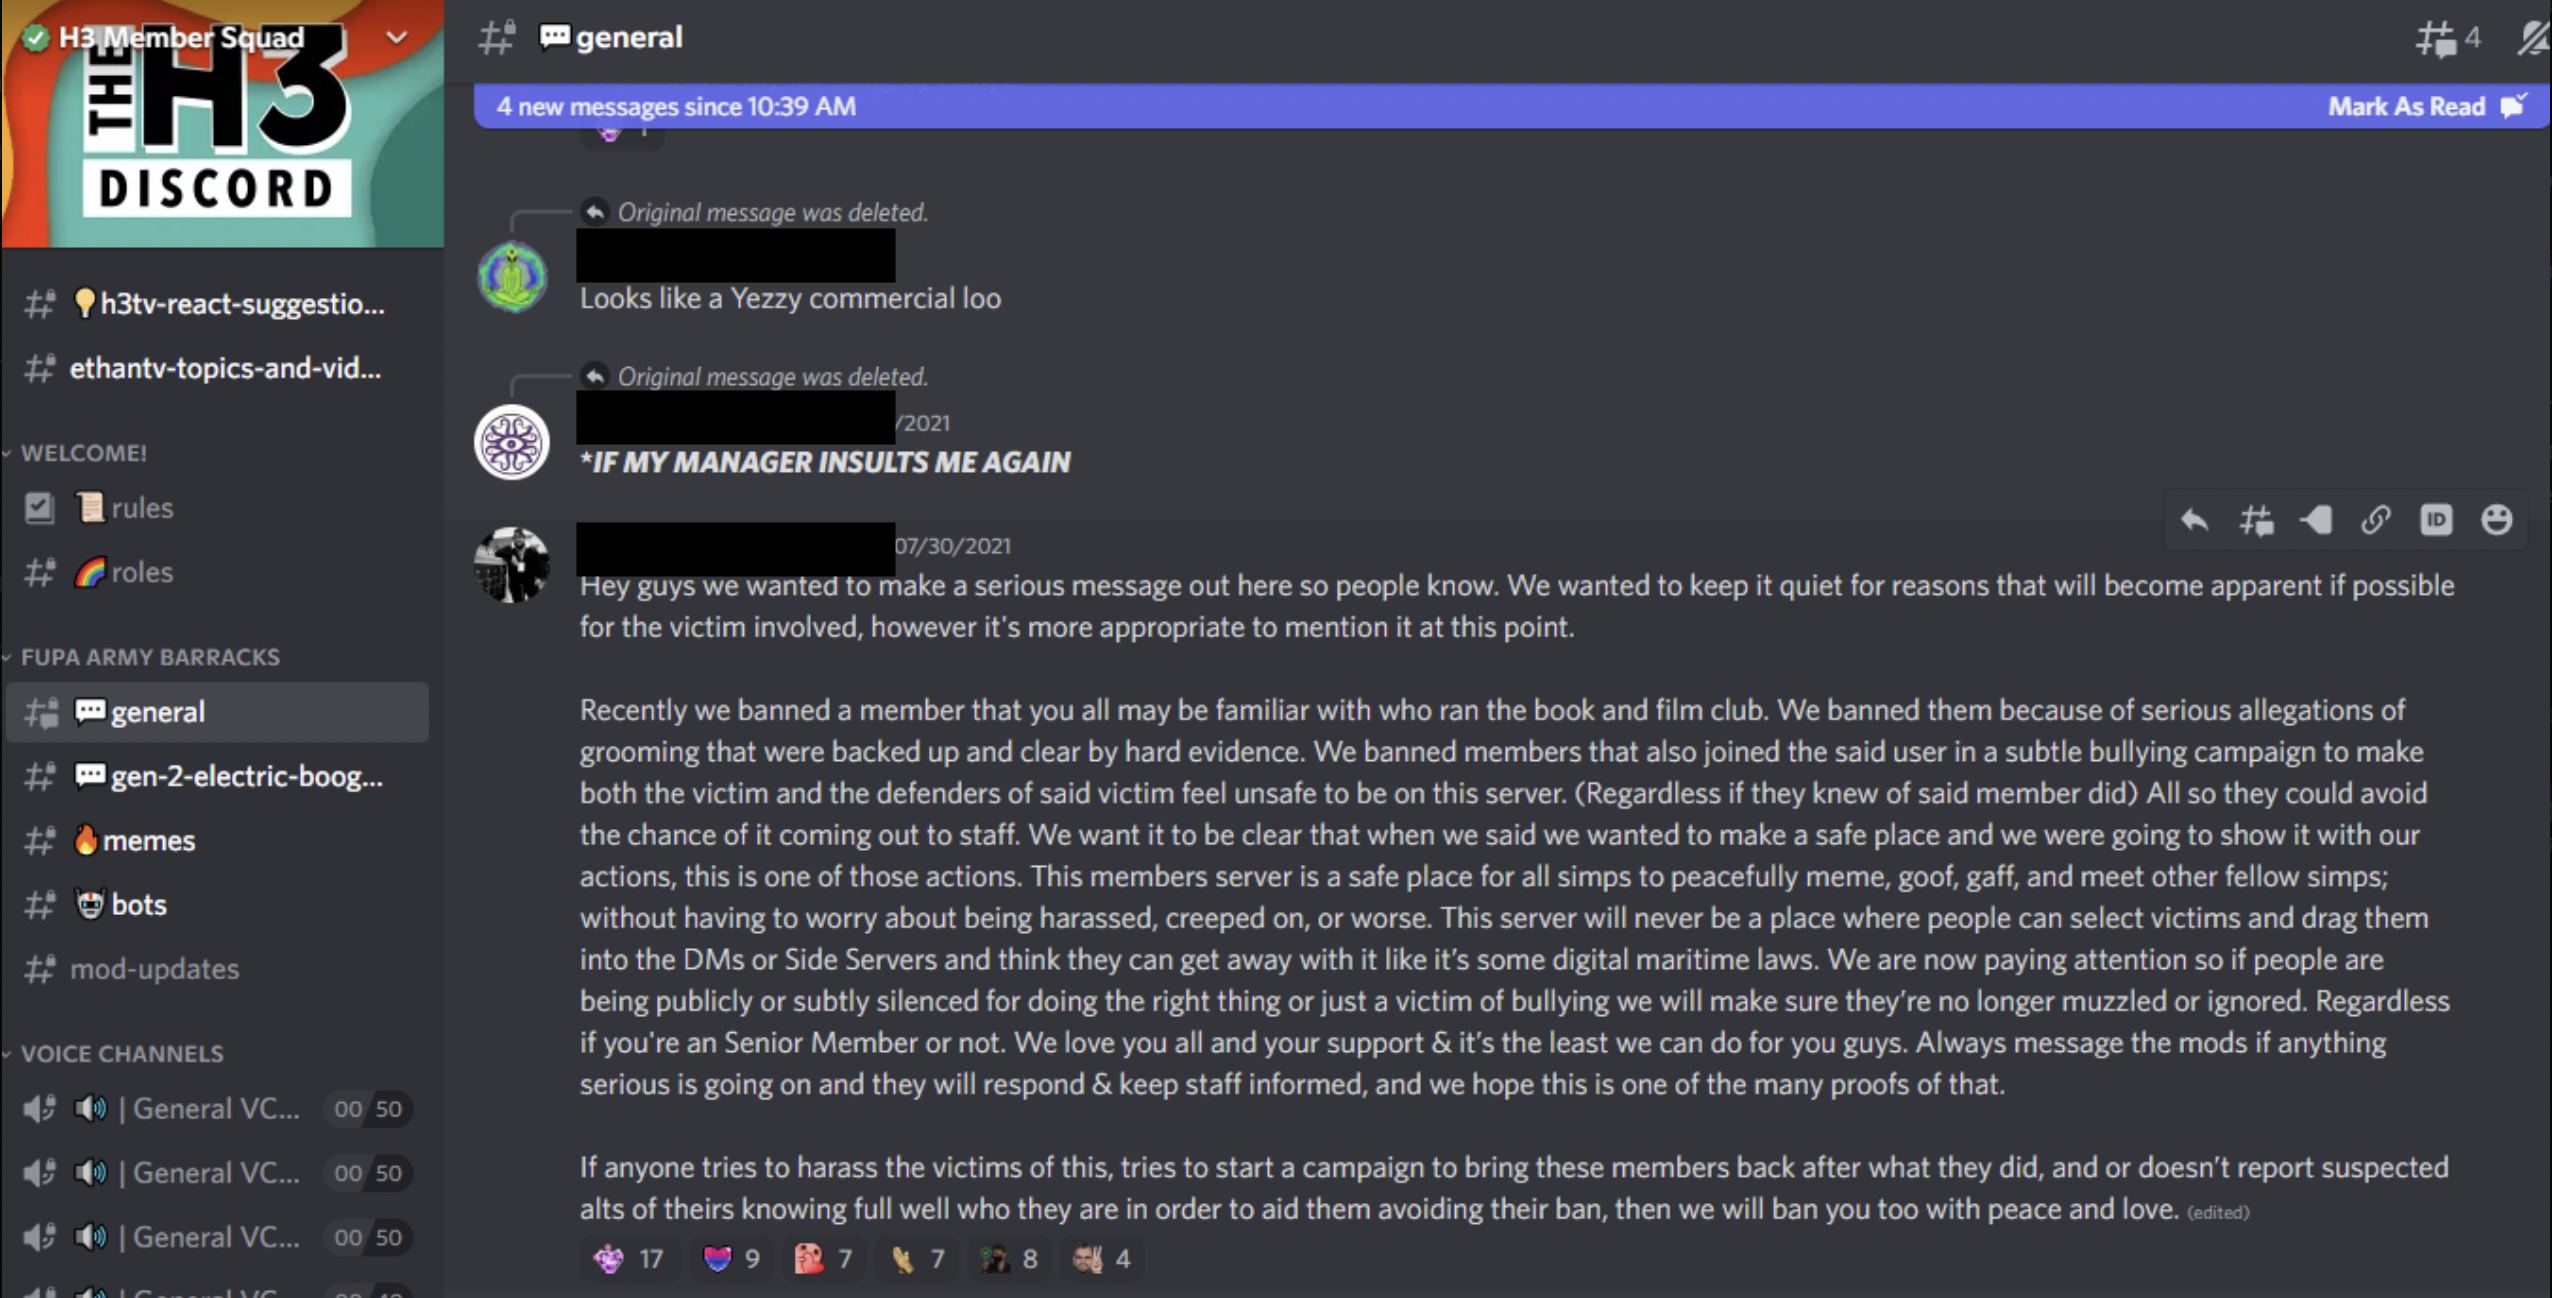 H3 Member Squad
THE H3
DISCORD
h3tv-react-suggestio...
ethantv-topics-and-vid...
WELCOME!
rules
roles
FUPA ARMY BARRACKS
general
gen-2-electric-boog...
memes
bots
mod-updates
VOICE CHANNELS
| General VC... 00 50
| General VC... 00 50
| General VC... 00 50
general
4
4 new messages since 10:39 AM Mark As Read
Original message was deleted.
Looks like a Yezzy commercial loo
Original message was deleted.
/2021
*IF MY MANAGER INSULTS ME AGAIN
ID
07/30/2021
Hey guys we wanted to make a serious message out here so people know. We wanted to keep it quiet for reasons that will become apparent if possible
for the victim involved, however it's more appropriate to mention it at this point.
Recently we banned a member that you all may be familiar with who ran the book and film club. We banned them because of serious allegations of
grooming that were backed up and clear by hard evidence. We banned members that also joined the said user in a subtle bullying campaign to make
both the victim and the defenders of said victim feel unsafe to be on this server. (Regardless if they knew of said member did) All so they could avoid
the chance of it coming out to staff. We want it to be clear that when we said we wanted to make a safe place and we were going to show it with our
actions, this is one of those actions. This members server is a safe place for all simps to peacefully meme, goof, gaff, and meet other fellow simps;
without having to worry about being harassed, creeped on, or worse. This server will never be a place where people can select victims and drag them
into the DMs or Side Servers and think they can get away with it like it’s some digital maritime laws. We are now paying attention so if people are
being publicly or subtly silenced for doing the right thing or just a victim of bullying we will make sure they’re no longer muzzled or ignored. Regardless
if you're an Senior Member or not. We love you all and your support & it’s the least we can do for you guys. Always message the mods if anything
serious is going on and they will respond & keep staff informed, and we hope this is one of the many proofs of that.
If anyone tries to harass the victims of this, tries to start a campaign to bring these members back after what they did, and or doesn’t report suspected
alts of theirs knowing full well who they are in order to aid them avoiding their ban, then we will ban you too with peace and love. (edited)
17 9 7 7 8 4